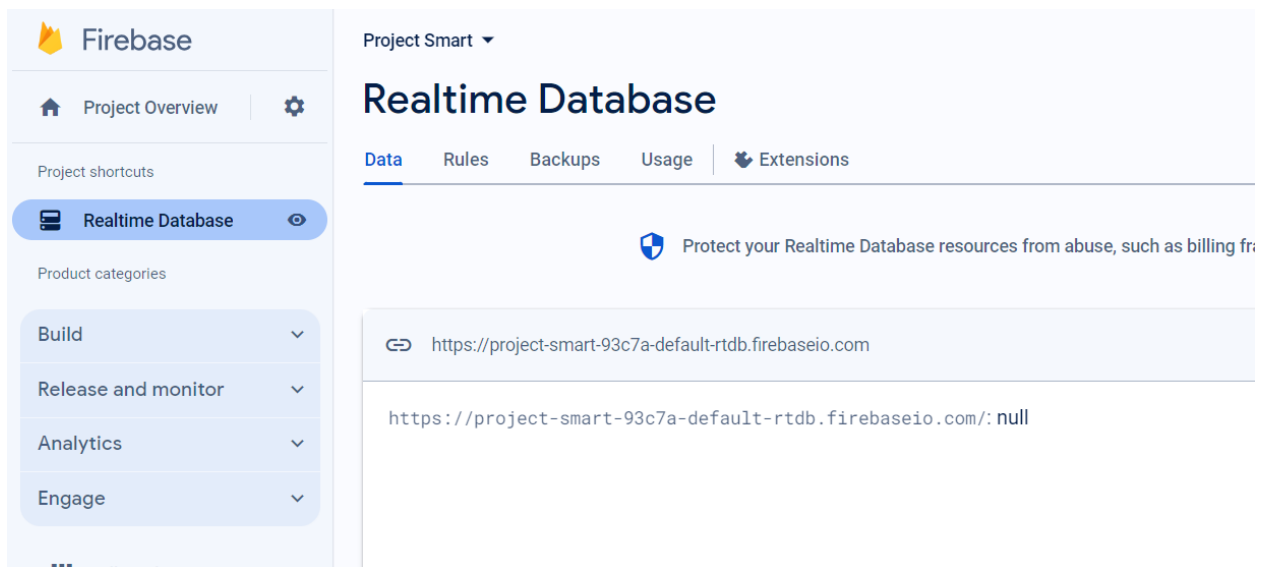 Firebase
Project Overview
Project shortcuts
Realtime Database
Product categories
Build
Release and monitor
Analytics
Engage
Project Smart
Realtime Database
Data Rules Backups Usage Extensions
Protect your Realtime Database resources from abuse, such as billing
https://project-smart-93c7a-default-rtdb.firebaseio.com
https://project-smart-93c7a-default-rtdb.firebaseio.com/: null